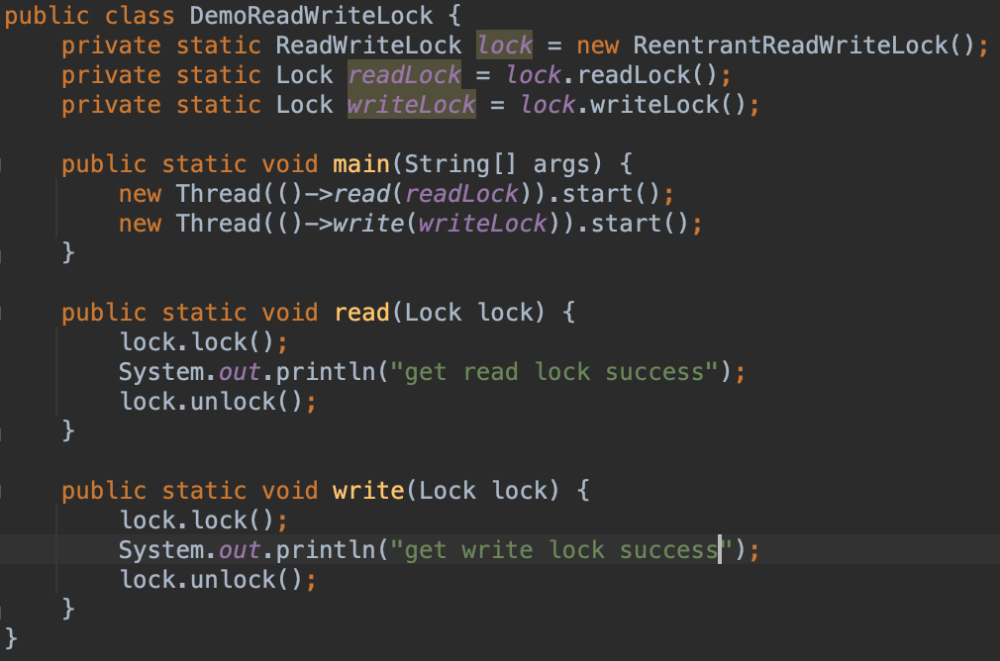 public class DemoReadWriteLock {
    private static ReadWriteLock lock = new ReentrantReadWriteLock();
    private static Lock readLock = lock.readLock();
    private static Lock writeLock = lock.writeLock();

    public static void main(String[] args) {
        new Thread(()->read(readLock)).start();
        new Thread(()->write(writeLock)).start();
    }

    public static void read(Lock lock) {
        lock.lock();
        System.out.println("get read lock success");
        lock.unlock();
    }

    public static void write(Lock lock) {
        lock.lock();
        System.out.println("get write lock success");
        lock.unlock();
    }
}